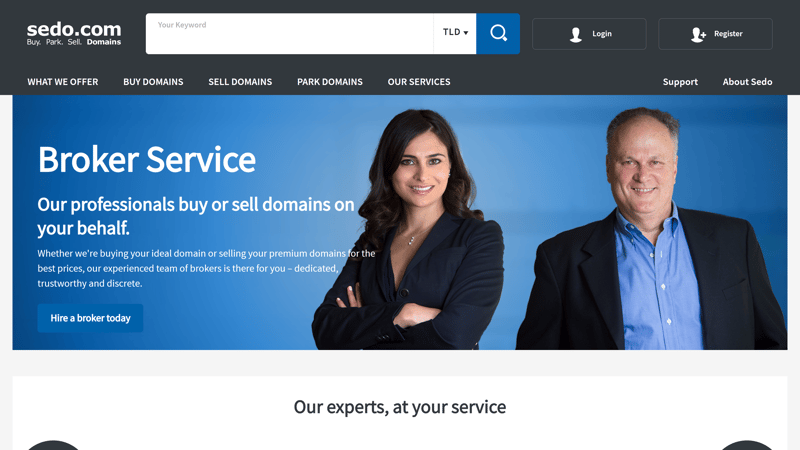 sedo.com
Buy. Park. Sell. Domains
Your Keyword
TLD
Login
Register
WHAT WE OFFER
BUY DOMAINS
SELL DOMAINS
PARK DOMAINS
OUR SERVICES
Support
About Sedo
Broker Service
Our professionals buy or sell domains on
your behalf.
Whether we're buying your ideal domain or selling your premium domains for the
best prices, our experienced team of brokers is there for you – dedicated,
trustworthy and discrete.
Hire a broker today
Our experts, at your service